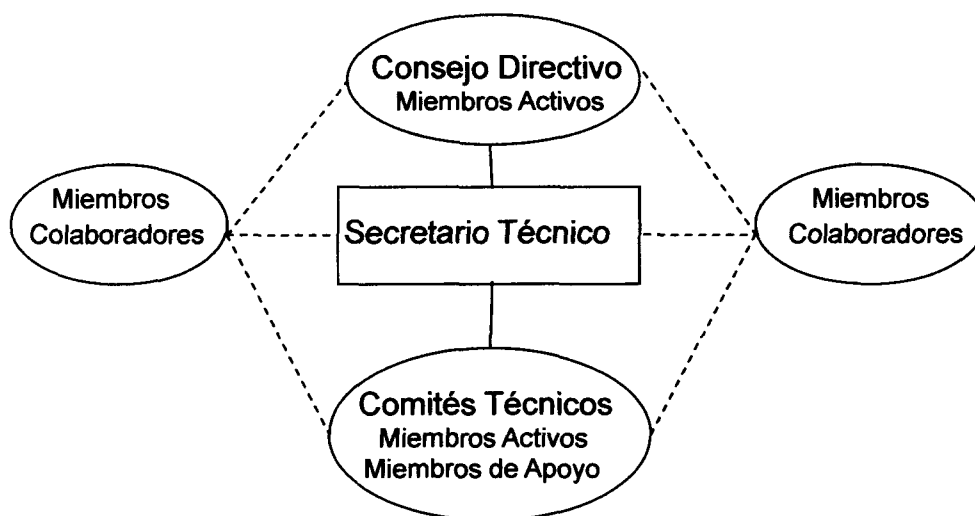 Consejo Directivo
Miembros Activos
Miembros
Colaboradores
Secretario Técnico
Miembros
Colaboradores
Comités Técnicos
Miembros Activos
Miembros de Apoyo